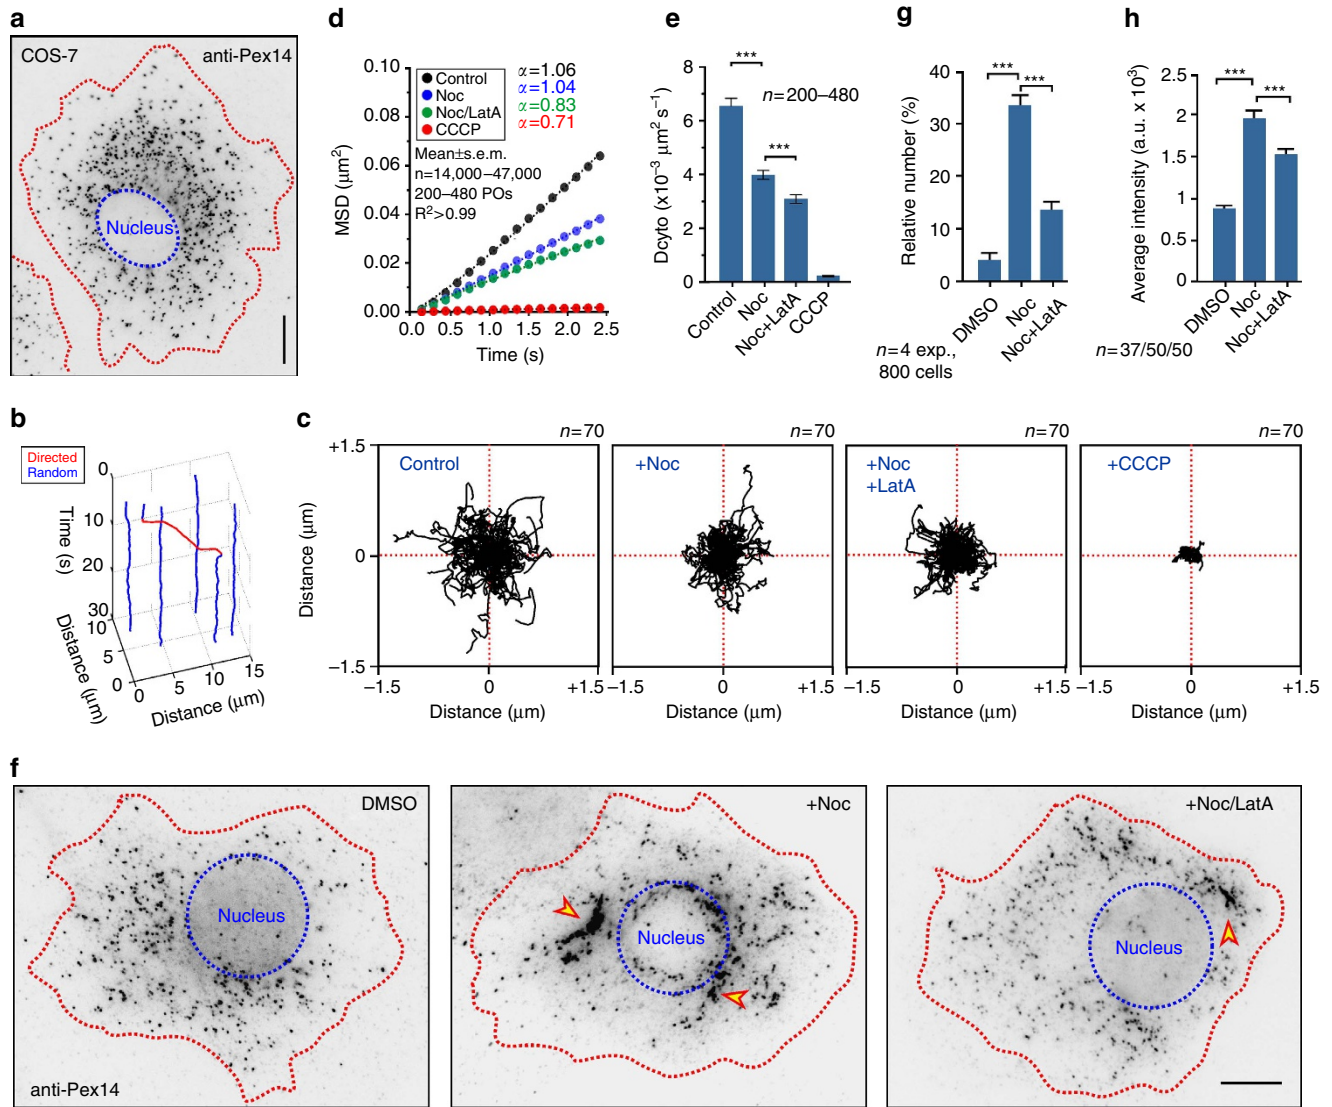 a
COS-7
anti-Pex14
Nucleus
d
MSD (μm²)
0.10
0.08
0.06
0.04
0.02
0.00
Control
Noc
Noc/LatA
CCCP
α=1.06
α=1.04
α=0.83
α=0.71
Mean±s.e.m.
n=14,000–47,000
200–480 POs
R²>0.99
0.0
0.5
1.0
1.5
2.0
2.5
Time (s)
e
Dcyto (x10⁻³ μm² s⁻¹)
8
6
4
2
0
***
***
n=200–480
Control
Noc
Noc+LatA
CCCP
g
Relative number (%)
40
30
20
10
0
***
***
DMSO
Noc
Noc+LatA
n=4 exp.,
800 cells
h
Average intensity (a.u. x 10³)
2.5
2
1.5
1
0.5
0
***
***
DMSO
Noc
Noc+LatA
n=37/50/50
b
Directed
Random
Time (s)
0
10
20
30
Distance (μm)
10
5
0
0
5
10
15
Distance (μm)
c
Distance (μm)
+1.5
0
−1.5
n=70
Control
−1.5
0
+1.5
Distance (μm)
n=70
+Noc
−1.5
0
+1.5
Distance (μm)
n=70
+Noc
+LatA
−1.5
0
+1.5
Distance (μm)
n=70
+CCCP
−1.5
0
+1.5
Distance (μm)
f
DMSO
Nucleus
anti-Pex14
+Noc
Nucleus
+Noc/LatA
Nucleus